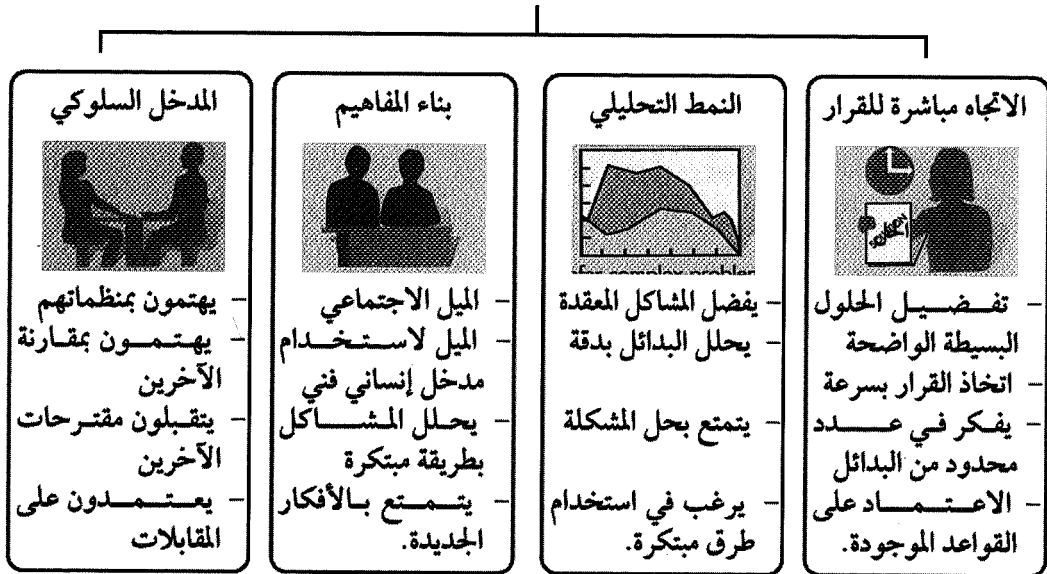 الاتجاه مباشرة للقرار
- تفضيل الحلول
البسيطة الواضحة
- اتخاذ القرار بسرعة
- يفكر في عدد
محدود من البدائل
- الاعتماد على
القواعد الموجودة.
النمط التحليلي
for complex problem
- يفضل المشاكل المعقدة
- يحلل البدائل بدقة
- يتمتع بحل المشكلة
- يرغب في استخدام
طرق مبتكرة.
بناء المفاهيم
- الميل الاجتماعي
- الميل لاستخدام
مدخل إنساني فني
- يحلل المشاكل
بطريقة مبتكرة
- يتمتع بالأفكار
الجديدة.
المدخل السلوكي
- يهتمون بمنظماتهم
- يهتمون بمقارنة
الآخرين
- يتقبلون مقترحات
الآخرين
- يعتمدون على
المقابلات